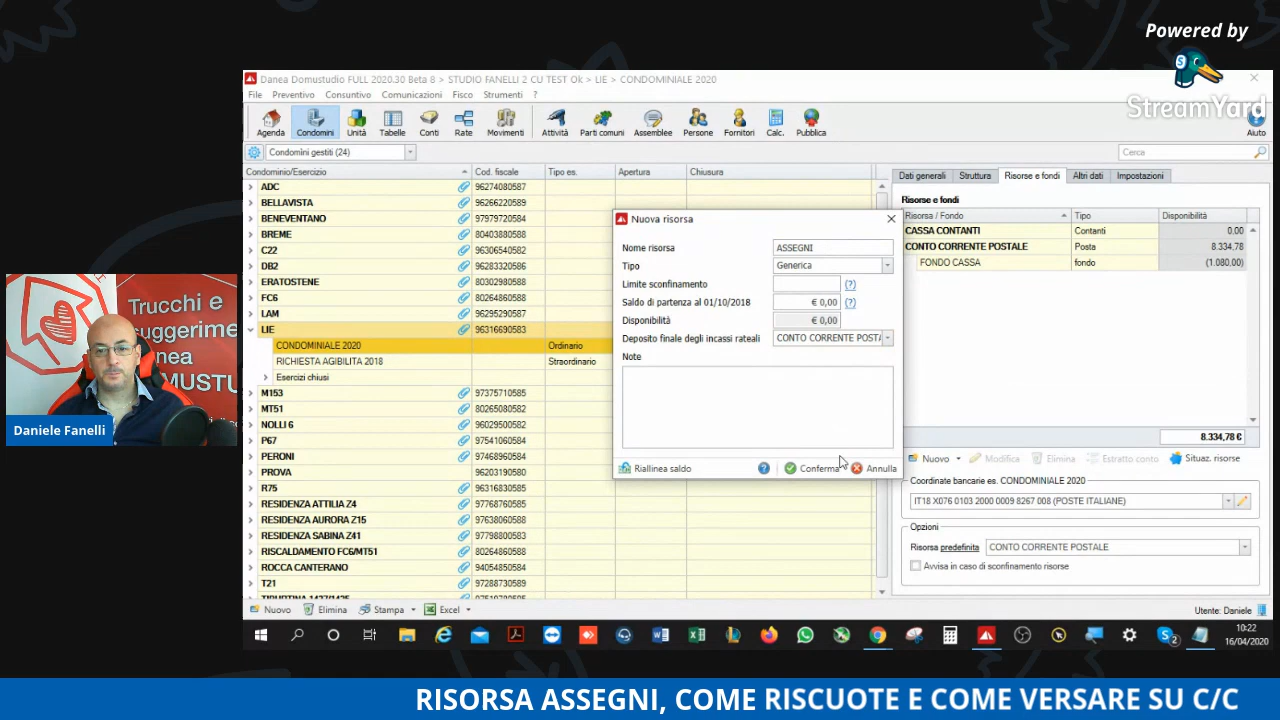 Powered by
StreamYard
Danea Domustudio FULL 2020.30 Beta 8 > STUDIO FANELLI 2 CU TEST Ok > LIE > CONDOMINIALE 2020
File Preventivo Consuntivo Comunicazioni Fisco Strumenti ?
Agenda Condomini Unità Tabelle Conti Rate Movimenti Attività Parti comuni Assemblee Persone Fornitori Calc. Pubblica Aiuto
Condomini gestiti (24) Cerca
Condominio/Esercizio Cod. fiscale Tipo es. Apertura Chiusura
ADC 96274080587
BELLAVISTA 96266220589
BENEVENTANO 97979720584
BREME 80403880588
C22 96306540582
DB2 96283320586
ERATOSTENE 80302980588
FC6 80264860588
LAM 96295290587
LIE 96316690583
CONDOMINIALE 2020 Ordinario
RICHIESTA AGIBILITA 2018 Straordinario
Esercizi chiusi
M153 97375710585
MT51 80265080582
NOLLI 6 96029500582
P67 97541060584
PERONI 97468960584
PROVA 96203190580
R75 96316830585
RESIDENZA ATTILIA Z4 97768760585
RESIDENZA AURORA Z15 97638060588
RESIDENZA SABINA Z41 97798800583
RISCALDAMENTO FC6/MT51 80264860588
ROCCA CANTERANO 94054850584
T21 97288730589
Nuova risorsa
Nome risorsa ASSEGNI
Tipo Generica
Limite sconfinamento (?)
Saldo di partenza al 01/10/2018 € 0,00 (?)
Disponibilità € 0,00
Deposito finale degli incassi rateali CONTO CORRENTE POSTA
Note
Riallinea saldo ? Conferma Annulla
Dati generali Struttura Risorse e fondi Altri dati Impostazioni
Risorse e fondi
Risorsa / Fondo Tipo Disponibilità
CASSA CONTANTI Contanti 0.00
CONTO CORRENTE POSTALE Posta 8.334,78
FONDO CASSA fondo (1.080,00)
8.334,78 €
Nuovo Modifica Elimina Estratto conto Situaz. risorse
Coordinate bancarie es. CONDOMINIALE 2020
IT18 X076 0103 2000 0009 8267 008 (POSTE ITALIANE)
Opzioni
Risorsa predefinita CONTO CORRENTE POSTALE
Avvisa in caso di sconfinamento risorse
Nuovo Elimina Stampa Excel Utente: Daniele
10:22
16/04/2020
Trucchi e
suggerime
anea
MUSTU
Daniele Fanelli
RISORSA ASSEGNI, COME RISCUOTE E COME VERSARE SU C/C